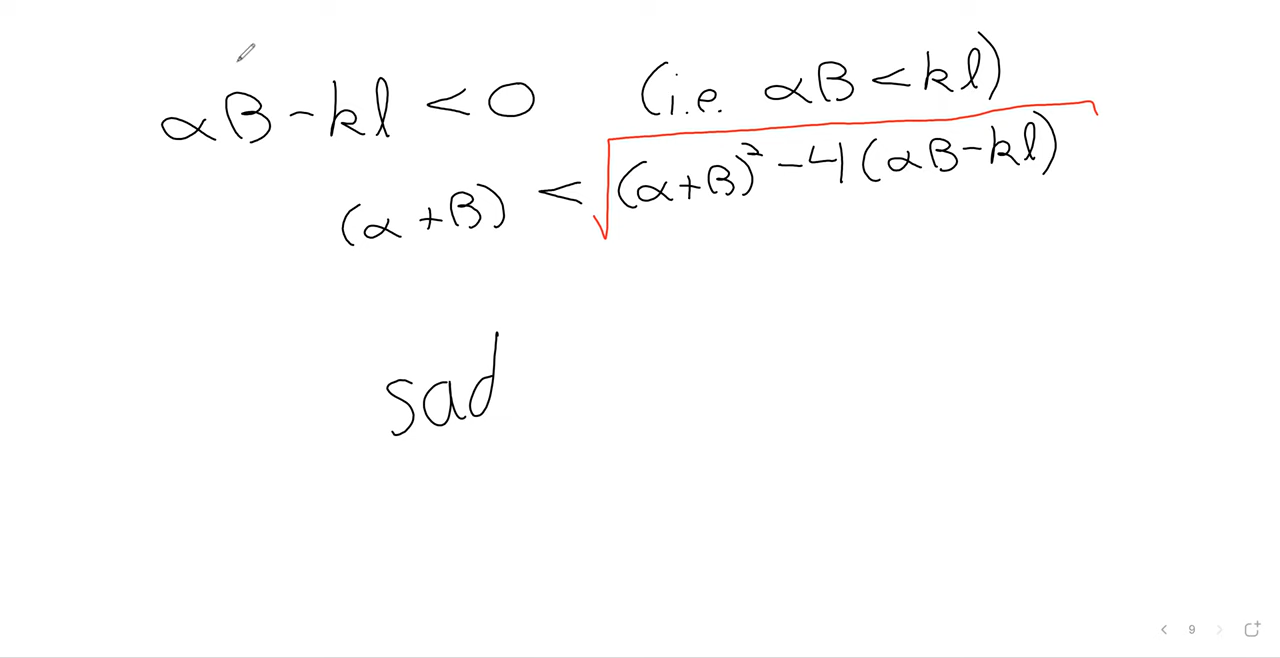 αβ - kl < 0 (i.e. αβ < kl)
(α + β) < √((α+β)² - 4(αβ - kl))
sad
9